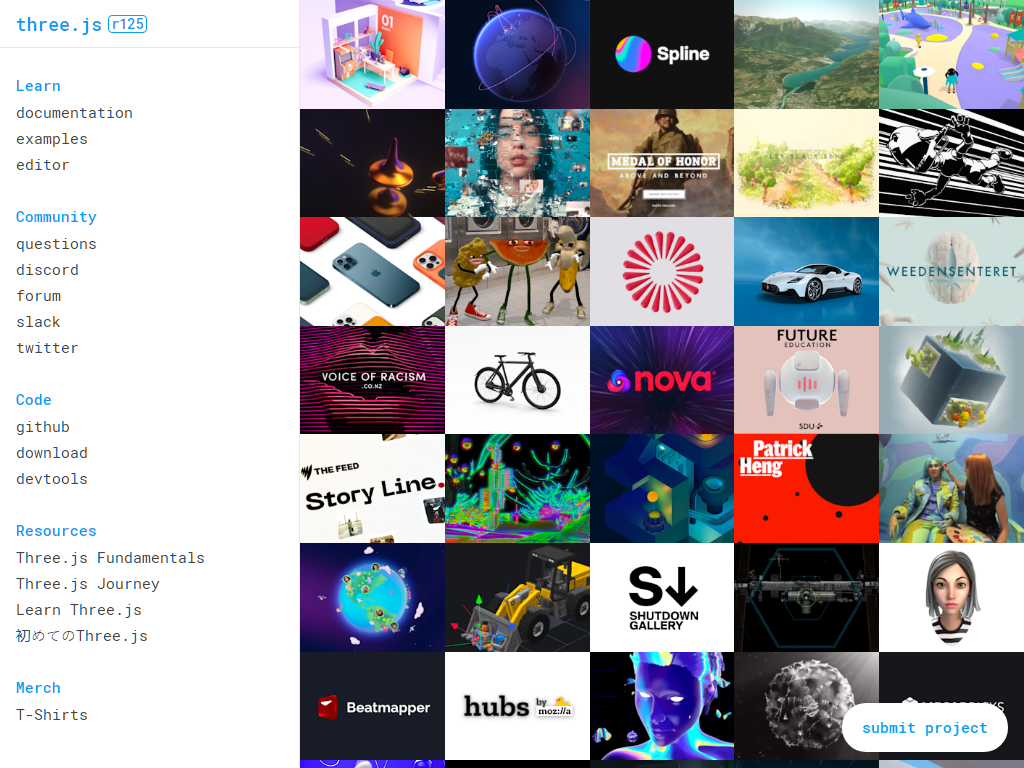 three.js r125
Learn
documentation
examples
editor
Community
questions
discord
forum
slack
twitter
Code
github
download
devtools
Resources
Three.js Fundamentals
Three.js Journey
Learn Three.js
初めてのThree.js
Merch
T-Shirts
01
Spline
MEDAL OF HONOR
ABOVE AND BEYOND
WEEDENSENTERET
VOICE OF RACISM
.CO.NZ
nova
FUTURE
EDUCATION
SDU
THE FEED
Story Line.
Patrick
Heng
S↓
SHUTDOWN
GALLERY
Beatmapper
hubs by
moz://a
submit project